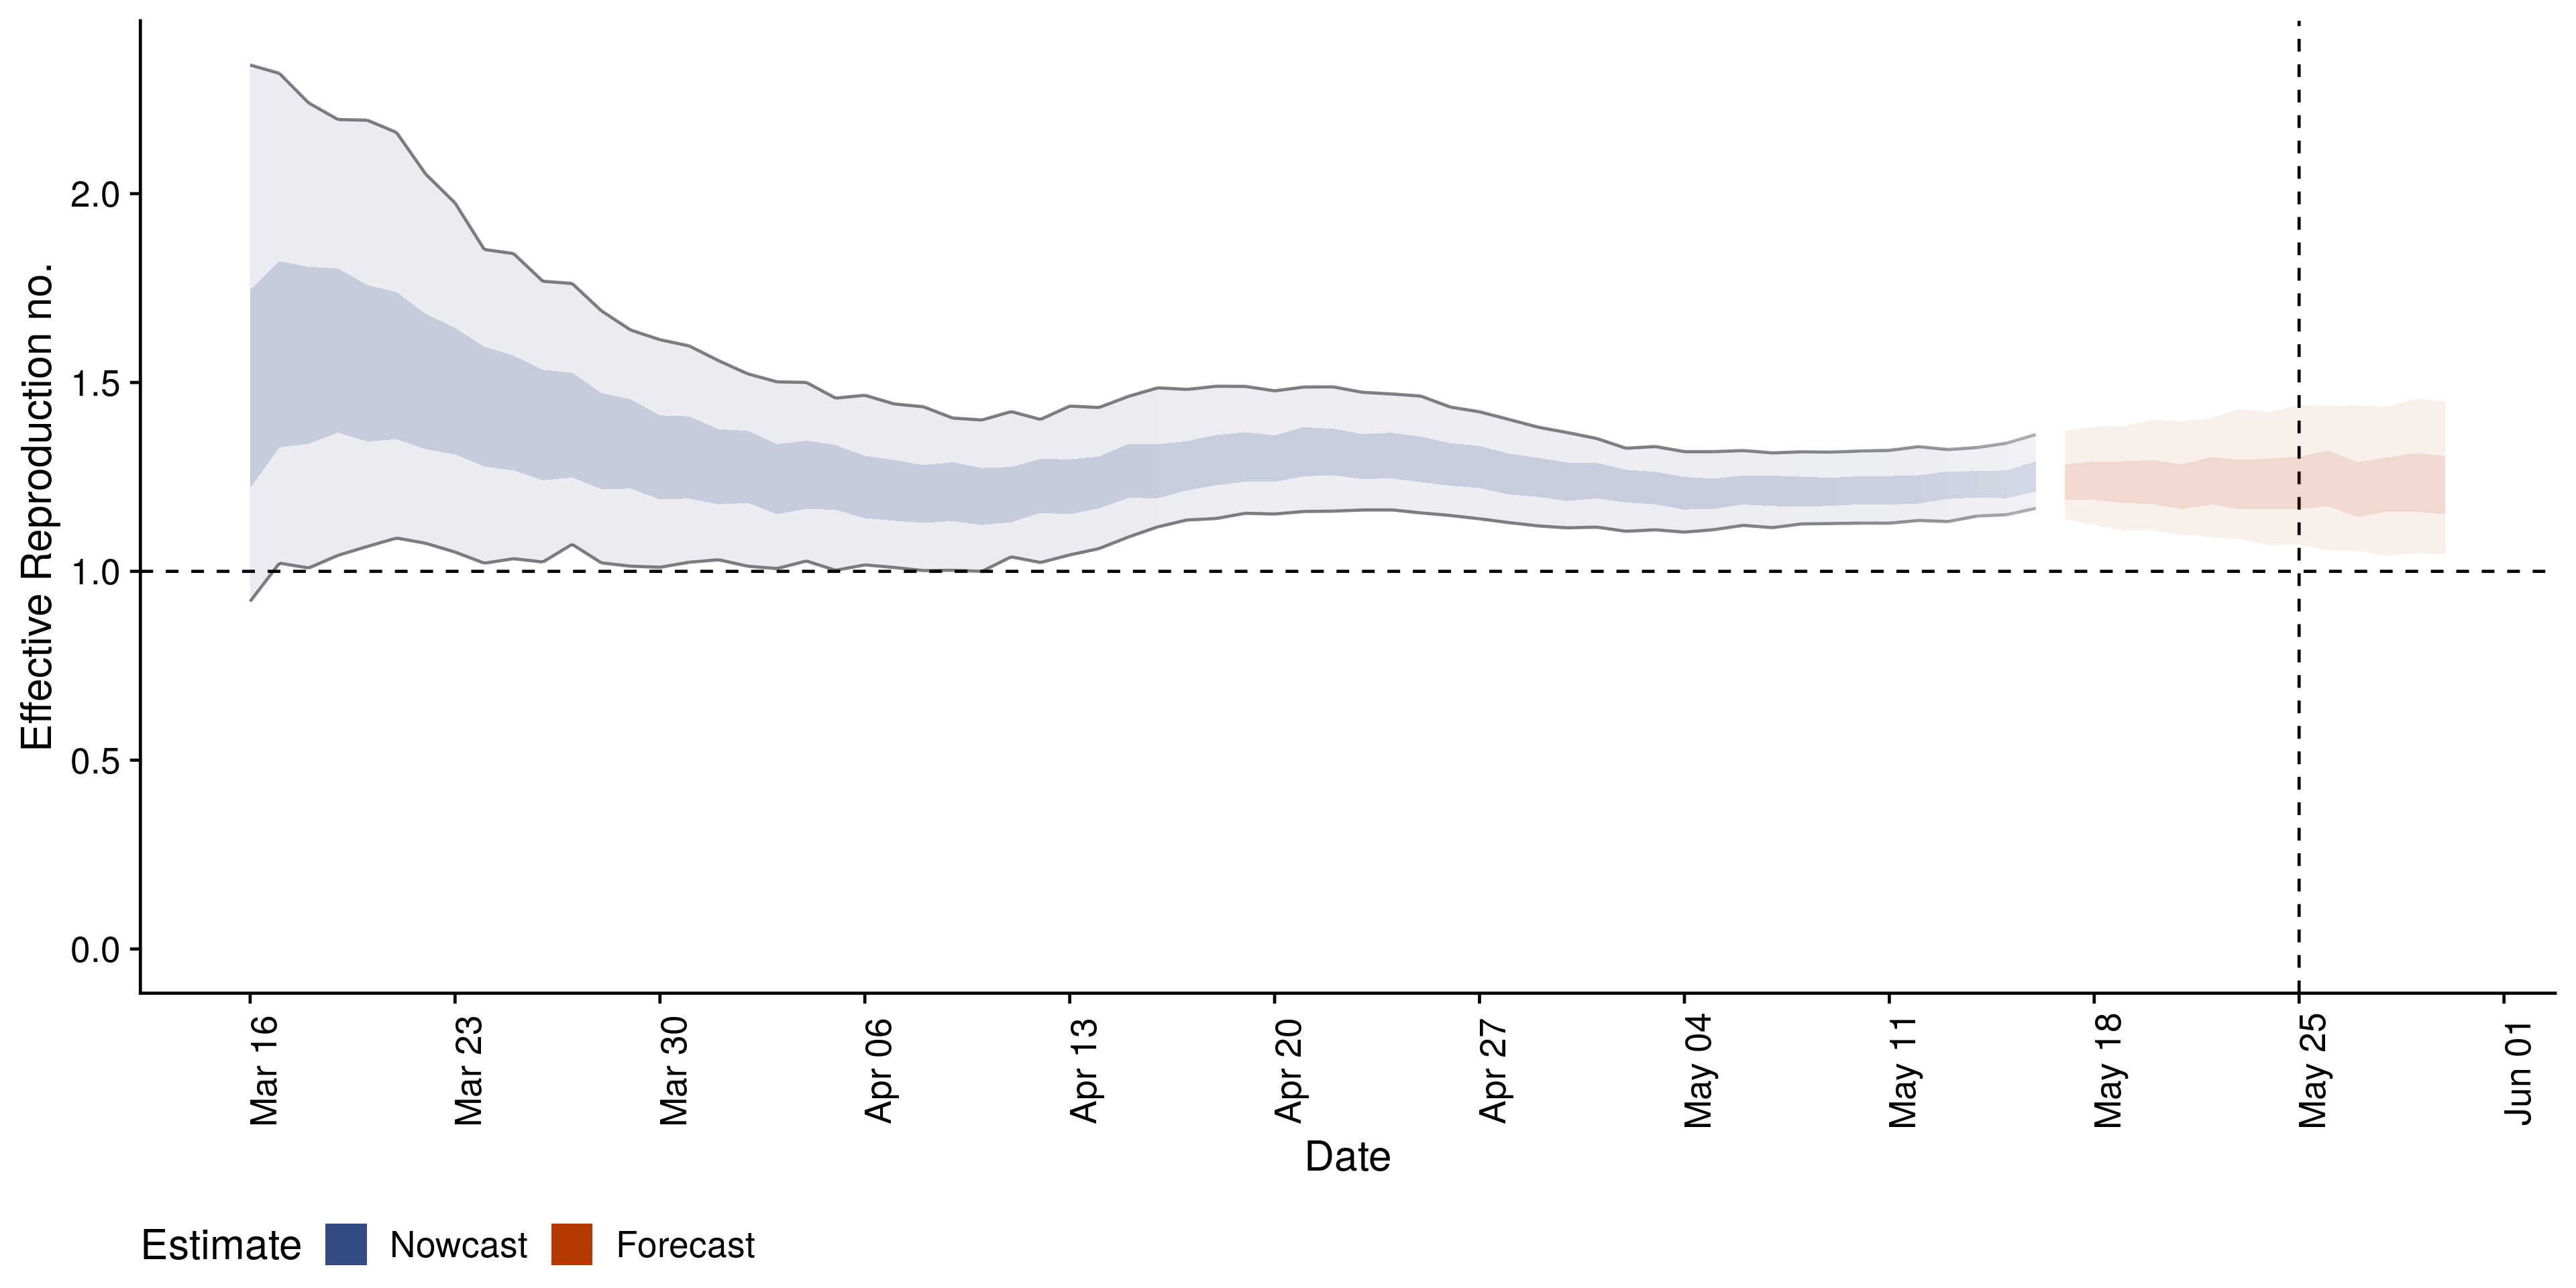 Effective Reproduction no.
2.0
1.5
1.0
0.5
0.0
Mar 16
Mar 23
Mar 30
Apr 06
Apr 13
Apr 20
Apr 27
May 04
May 11
May 18
May 25
Jun 01
Date
Estimate Nowcast Forecast